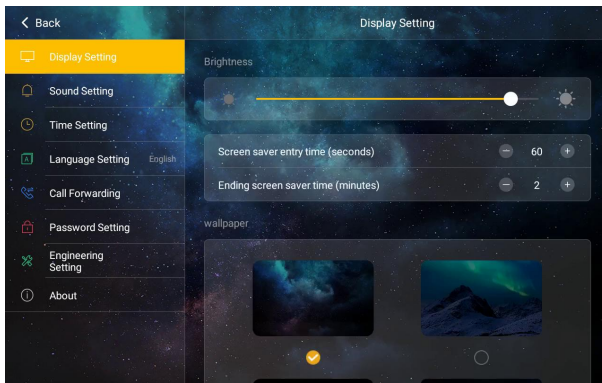 Back
Display Setting
Display Setting
Brightness
Sound Setting
Time Setting
Screen saver entry time (seconds) 60
Language Setting English
Ending screen saver time (minutes) 2
Call Forwarding
wallpaper
Password Setting
Engineering
Setting
About